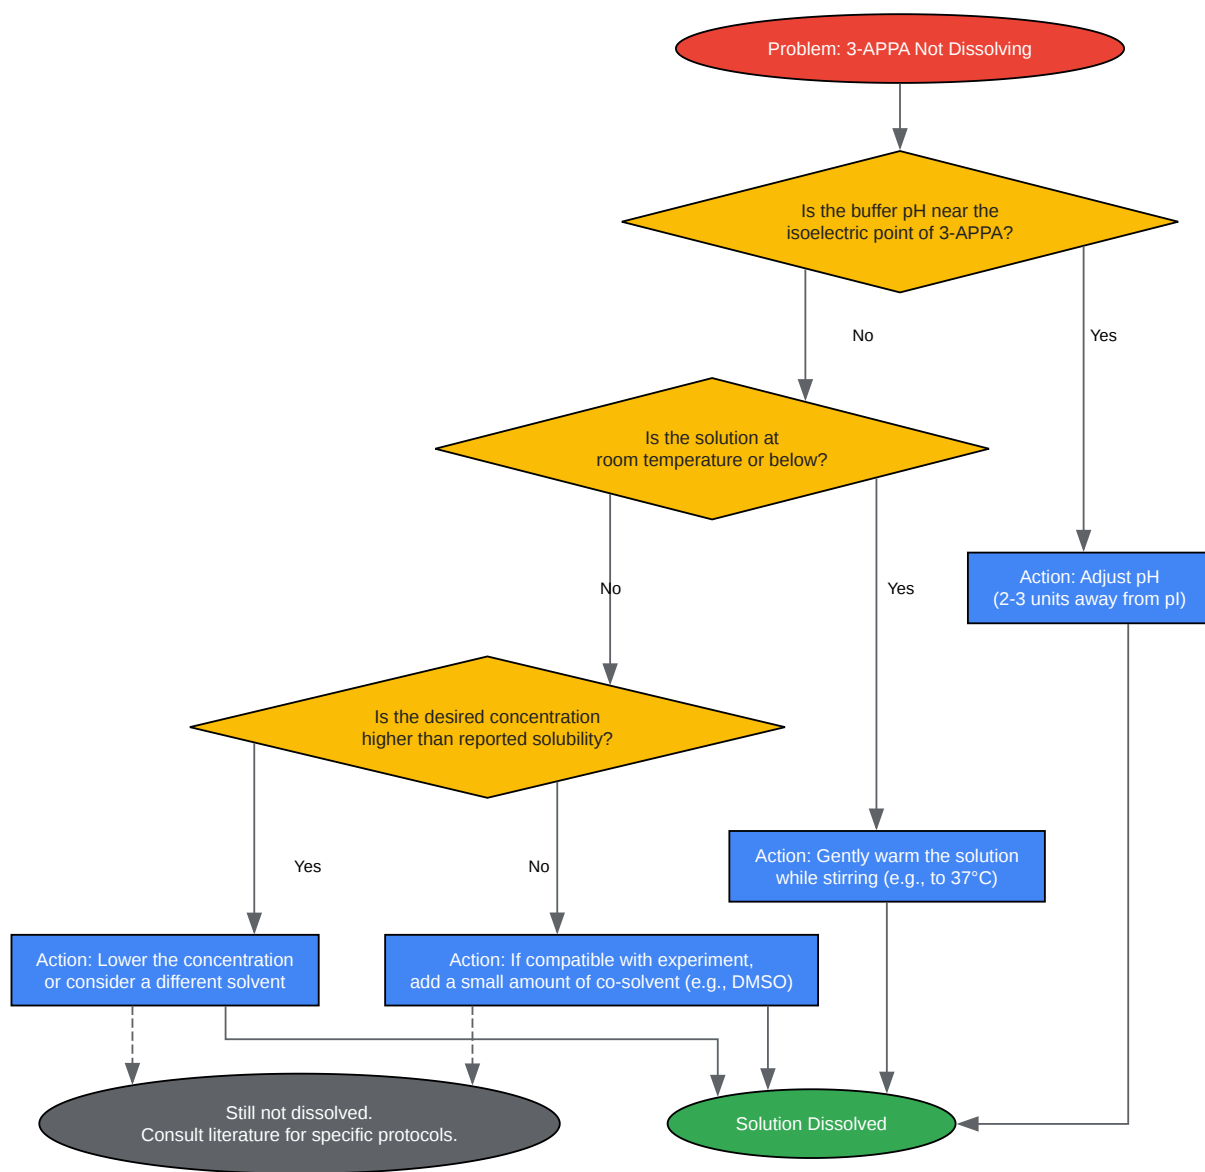 Problem: 3-APPA Not Dissolving
Is the buffer pH near the
isoelectric point of 3-APPA?
No
Yes
Is the solution at
room temperature or below?
Action: Adjust pH
(2-3 units away from pI)
No
Yes
Is the desired concentration
higher than reported solubility?
Action: Gently warm the solution
while stirring (e.g., to 37°C)
Yes
No
Action: Lower the concentration
or consider a different solvent
Action: If compatible with experiment,
add a small amount of co-solvent (e.g., DMSO)
Still not dissolved.
Consult literature for specific protocols.
Solution Dissolved